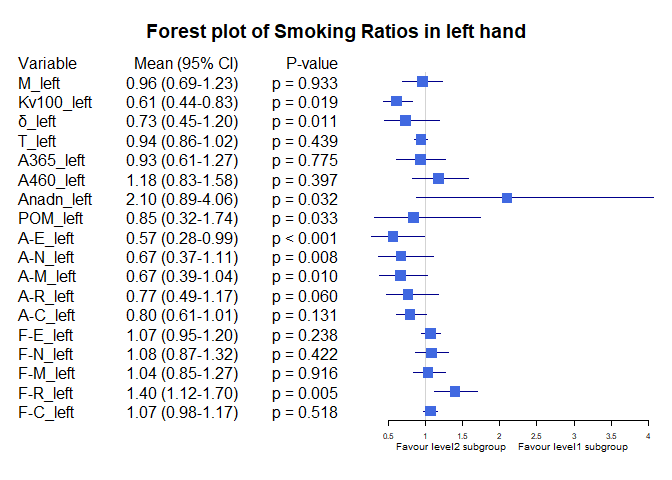 Forest plot of Smoking Ratios in left hand
Variable Mean (95% CI) P-value
M_left 0.96 (0.69-1.23) p = 0.933
Kv100_left 0.61 (0.44-0.83) p = 0.019
δ_left 0.73 (0.45-1.20) p = 0.011
T_left 0.94 (0.86-1.02) p = 0.439
A365_left 0.93 (0.61-1.27) p = 0.775
A460_left 1.18 (0.83-1.58) p = 0.397
Anadn_left 2.10 (0.89-4.06) p = 0.032
POM_left 0.85 (0.32-1.74) p = 0.033
A-E_left 0.57 (0.28-0.99) p < 0.001
A-N_left 0.67 (0.37-1.11) p = 0.008
A-M_left 0.67 (0.39-1.04) p = 0.010
A-R_left 0.77 (0.49-1.17) p = 0.060
A-C_left 0.80 (0.61-1.01) p = 0.131
F-E_left 1.07 (0.95-1.20) p = 0.238
F-N_left 1.08 (0.87-1.32) p = 0.422
F-M_left 1.04 (0.85-1.27) p = 0.916
F-R_left 1.40 (1.12-1.70) p = 0.005
F-C_left 1.07 (0.98-1.17) p = 0.518
0.5 1 1.5 2 2.5 3 3.5 4
Favour level2 subgroup Favour level1 subgroup